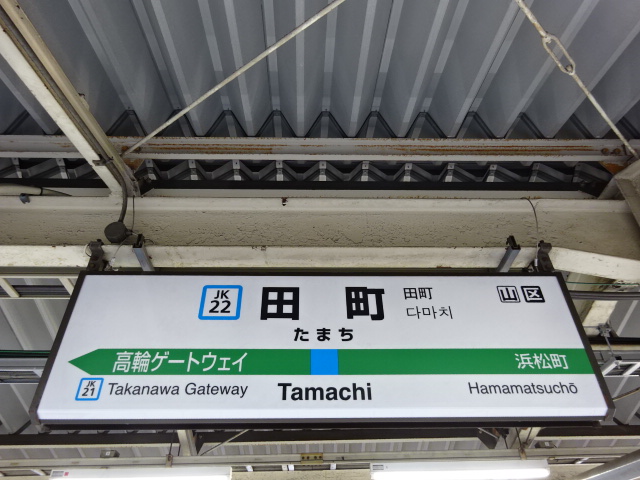 JK 22 田町 田町 山区
다마치
たまち
高輪ゲートウェイ 浜松町
JK 21 Takanawa Gateway Tamachi Hamamatsuchō